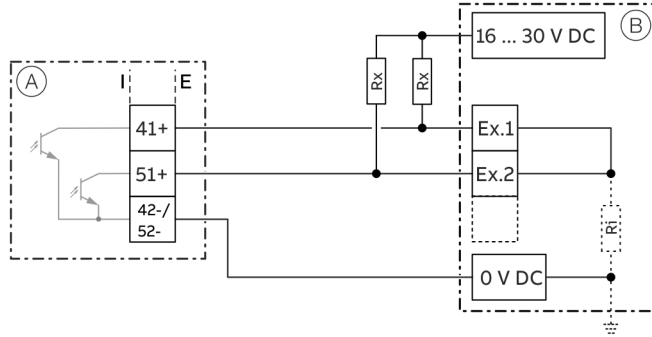 16 ... 30 V DC
B
A
I
E
Rx
Rx
41+
Ex.1
51+
Ex.2
42-/
52-
Ri
0 V DC